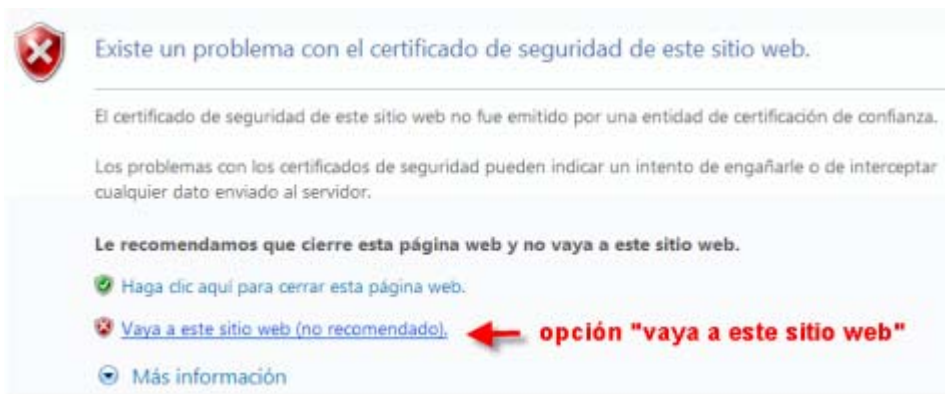 Existe un problema con el certificado de seguridad de este sitio web.
El certificado de seguridad de este sitio web no fue emitido por una entidad de certificación de confianza.
Los problemas con los certificados de seguridad pueden indicar un intento de engañarle o de interceptar
cualquier dato enviado al servidor.
Le recomendamos que cierre esta página web y no vaya a este sitio web.
Haga clic aquí para cerrar esta página web.
Vaya a este sitio web (no recomendado). opción "vaya a este sitio web"
Más información